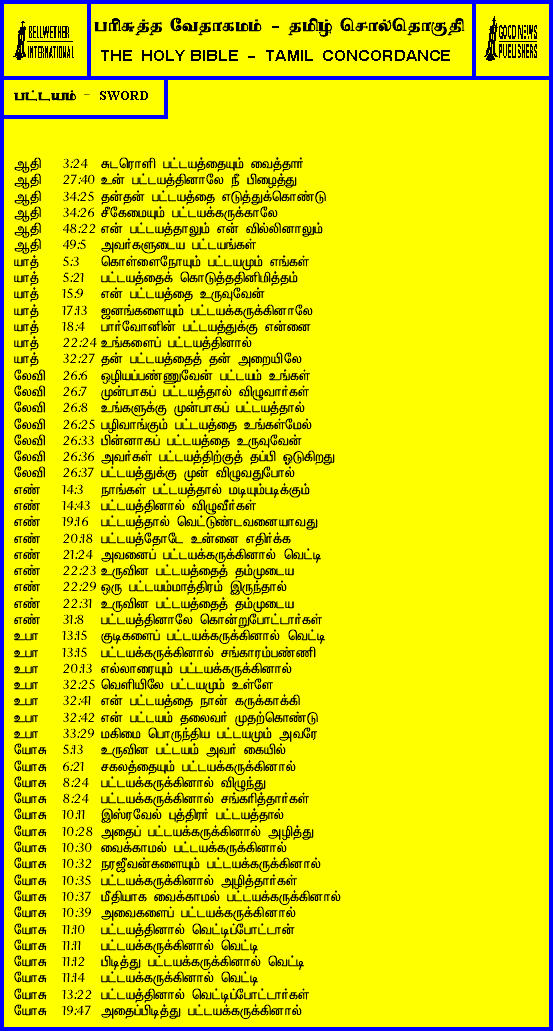 BELLWETHER
INTERNATIONAL
பரிசுத்த வேதாகமம் - தமிழ் சொல்தொகுதி
THE HOLY BIBLE - TAMIL CONCORDANCE
GOOD NEWS
PUBLISHERS
பட்டயம் - SWORD
ஆதி 3:24 சுடரொளி பட்டயத்தையும் வைத்தார்
ஆதி 27:40 உன் பட்டயத்தினாலே நீ பிழைத்து
ஆதி 34:25 தன்தன் பட்டயத்தை எடுத்துக்கொண்டு
ஆதி 34:26 சீகேமையும் பட்டயக்கருக்காலே
ஆதி 48:22 என் பட்டயத்தாலும் என் வில்லினாலும்
ஆதி 49:5 அவர்களுடைய பட்டயங்கள்
யாத் 5:3 கொள்ளைநோயும் பட்டயமும் எங்கள்
யாத் 5:21 பட்டயத்தைக் கொடுத்ததினிமித்தம்
யாத் 15:9 என் பட்டயத்தை உருவுவேன்
யாத் 17:13 ஜனங்களையும் பட்டயக்கருக்கினாலே
யாத் 18:4 பார்வோனின் பட்டயத்துக்கு என்னை
யாத் 22:24 உங்களைப் பட்டயத்தினால்
யாத் 32:27 தன் பட்டயத்தைத் தன் அறையிலே
லேவி 26:6 ஒழியப்பண்ணுவேன் பட்டயம் உங்கள்
லேவி 26:7 முன்பாகப் பட்டயத்தால் விழுவார்கள்
லேவி 26:8 உங்களுக்கு முன்பாகப் பட்டயத்தால்
லேவி 26:25 பழிவாங்கும் பட்டயத்தை உங்கள்மேல்
லேவி 26:33 பின்னாகப் பட்டயத்தை உருவுவேன்
லேவி 26:36 அவர்கள் பட்டயத்திற்குத் தப்பி ஒடுகிறது
லேவி 26:37 பட்டயத்துக்கு முன் விழுவதுபோல்
எண் 14:3 நாங்கள் பட்டயத்தால் மடியும்படிக்கும்
எண் 14:43 பட்டயத்தினால் விழுவீர்கள்
எண் 19:16 பட்டயத்தால் வெட்டுண்டவனையாவது
எண் 20:18 பட்டயத்தோடே உன்னை எதிர்க்க
எண் 21:24 அவனைப் பட்டயக்கருக்கினால் வெட்டி
எண் 22:23 உருவின பட்டயத்தைத் தம்முடைய
எண் 22:29 ஒரு பட்டயம்மாத்திரம் இருந்தால்
எண் 22:31 உருவின பட்டயத்தைத் தம்முடைய
எண் 31:8 பட்டயத்தினாலே கொன்றுபோட்டார்கள்
உபா 13:15 குடிகளைப் பட்டயக்கருக்கினால் வெட்டி
உபா 13:15 பட்டயக்கருக்கினால் சங்காரம்பண்ணி
உபா 20:13 எல்லாரையும் பட்டயக்கருக்கினால்
உபா 32:25 வெளியிலே பட்டயமும் உள்ளே
உபா 32:41 என் பட்டயத்தை நான் கருக்காக்கி
உபா 32:42 என் பட்டயம் தலைவர் முதற்கொண்டு
உபா 33:29 மகிமை பொருந்திய பட்டயமும் அவரே
யோசு 5:13 உருவின பட்டயம் அவர் கையில்
யோசு 6:21 சகலத்தையும் பட்டயக்கருக்கினால்
யோசு 8:24 பட்டயக்கருக்கினால் விழுந்து
யோசு 8:24 பட்டயக்கருக்கினால் சங்கரித்தார்கள்
யோசு 10:11 இஸ்ரவேல் புத்திரர் பட்டயத்தால்
யோசு 10:28 அதைப் பட்டயக்கருக்கினால் அழித்து
யோசு 10:30 வைக்காமல் பட்டயக்கருக்கினால்
யோசு 10:32 நரஜீவன்களையும் பட்டயக்கருக்கினால்
யோசு 10:35 பட்டயக்கருக்கினால் அழித்தார்கள்
யோசு 10:37 மீதியாக வைக்காமல் பட்டயக்கருக்கினால்
யோசு 10:39 அவைகளைப் பட்டயக்கருக்கினால்
யோசு 11:10 பட்டயத்தினால் வெட்டிப்போட்டான்
யோசு 11:11 பட்டயக்கருக்கினால் வெட்டி
யோசு 11:12 பிடித்து பட்டயக்கருக்கினால் வெட்டி
யோசு 11:14 பட்டயக்கருக்கினால் வெட்டி
யோசு 13:22 பட்டயத்தினால் வெட்டிப்போட்டார்கள்
யோசு 19:47 அதைப்பிடித்து பட்டயக்கருக்கினால்